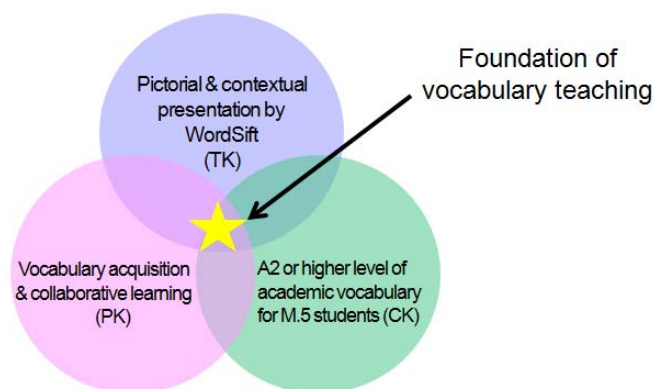 Foundation of
vocabulary teaching
Pictorial & contextual
presentation by
WordSift
(TK)
Vocabulary acquisition
& collaborative learning
(PK)
A2 or higher level of
academic vocabulary
for M.5 students (CK)